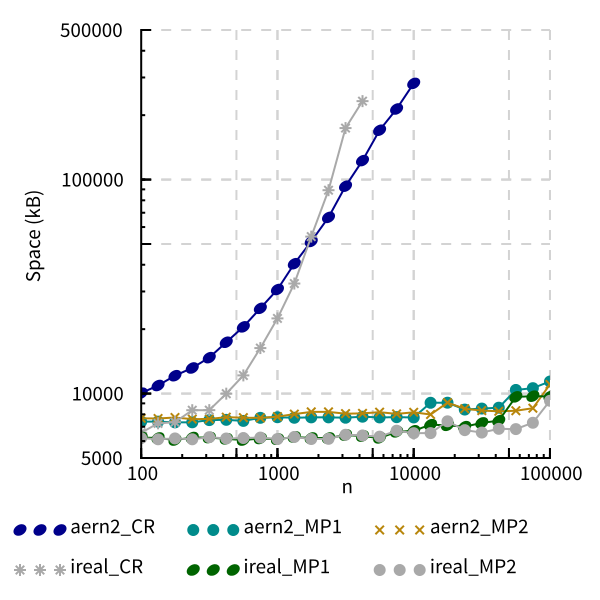 500000
100000
Space (kB)
10000
5000
100 1000 10000 100000
n
aern2_CR aern2_MP1 aern2_MP2
ireal_CR ireal_MP1 ireal_MP2